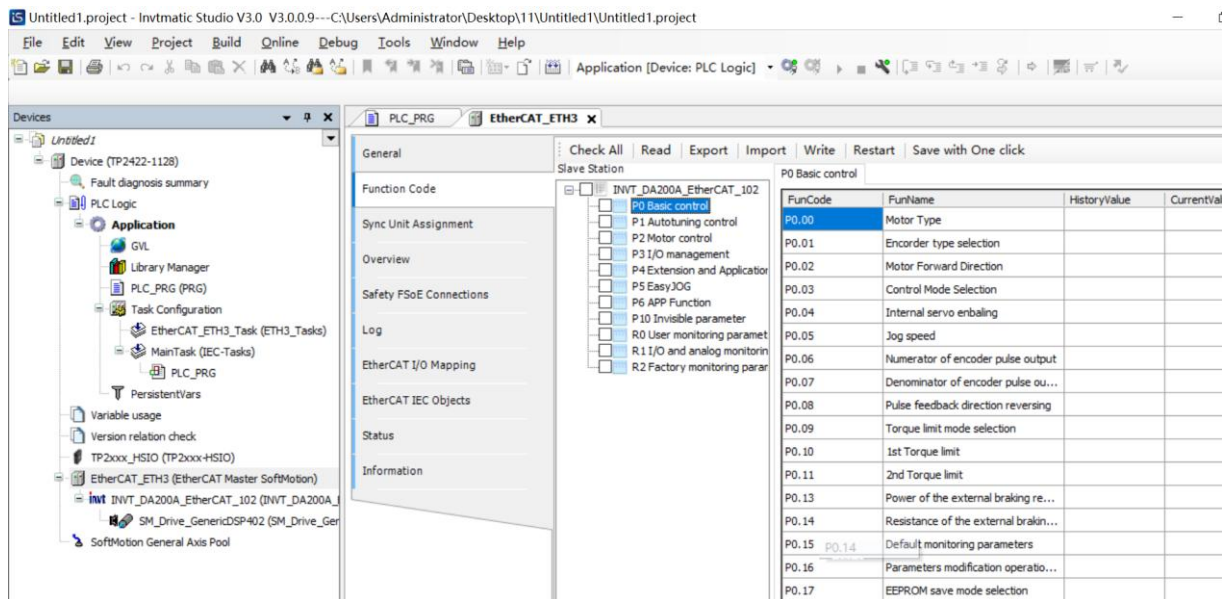 Untitled1.project - Invtmatic Studio V3.0 V3.0.0.9---C:\Users\Administrator\Desktop\11\Untitled1\Untitled1.project
File Edit View Project Build Online Debug Tools Window Help
Application [Device: PLC Logic]
Devices
Untitled1
Device (TP2422-1128)
Fault diagnosis summary
PLC Logic
Application
GVL
Library Manager
PLC_PRG (PRG)
Task Configuration
EtherCAT_ETH3_Task (ETH3_Tasks)
MainTask (IEC-Tasks)
PLC_PRG
PersistentVars
Variable usage
Version relation check
TP2xxx_HSIO (TP2xxx-HSIO)
EtherCAT_ETH3 (EtherCAT Master SoftMotion)
invt INVT_DA200A_EtherCAT_102 (INVT_DA200A_
SM_Drive_GenericDSP402 (SM_Drive_Ger
SoftMotion General Axis Pool
PLC_PRG EtherCAT_ETH3
General
Function Code
Sync Unit Assignment
Overview
Safety FSoE Connections
Log
EtherCAT I/O Mapping
EtherCAT IEC Objects
Status
Information
Check All Read Export Import Write Restart Save with One click
Slave Station
INVT_DA200A_EtherCAT_102
P0 Basic control
P1 Autotuning control
P2 Motor control
P3 I/O management
P4 Extension and Application
P5 EasyJOG
P6 APP Function
P10 Invisible parameter
R0 User monitoring paramet
R1 I/O and analog monitorin
R2 Factory monitoring parar
P0 Basic control
FunCode FunName HistoryValue CurrentVal
P0.00 Motor Type
P0.01 Encorder type selection
P0.02 Motor Forward Direction
P0.03 Control Mode Selection
P0.04 Internal servo enbaling
P0.05 Jog speed
P0.06 Numerator of encoder pulse output
P0.07 Denominator of encoder pulse ou...
P0.08 Pulse feedback direction reversing
P0.09 Torque limit mode selection
P0.10 1st Torque limit
P0.11 2nd Torque limit
P0.13 Power of the external braking re...
P0.14 Resistance of the external brakin...
P0.15 P0.14 Default monitoring parameters
P0.16 Parameters modification operatio...
P0.17 EEPROM save mode selection